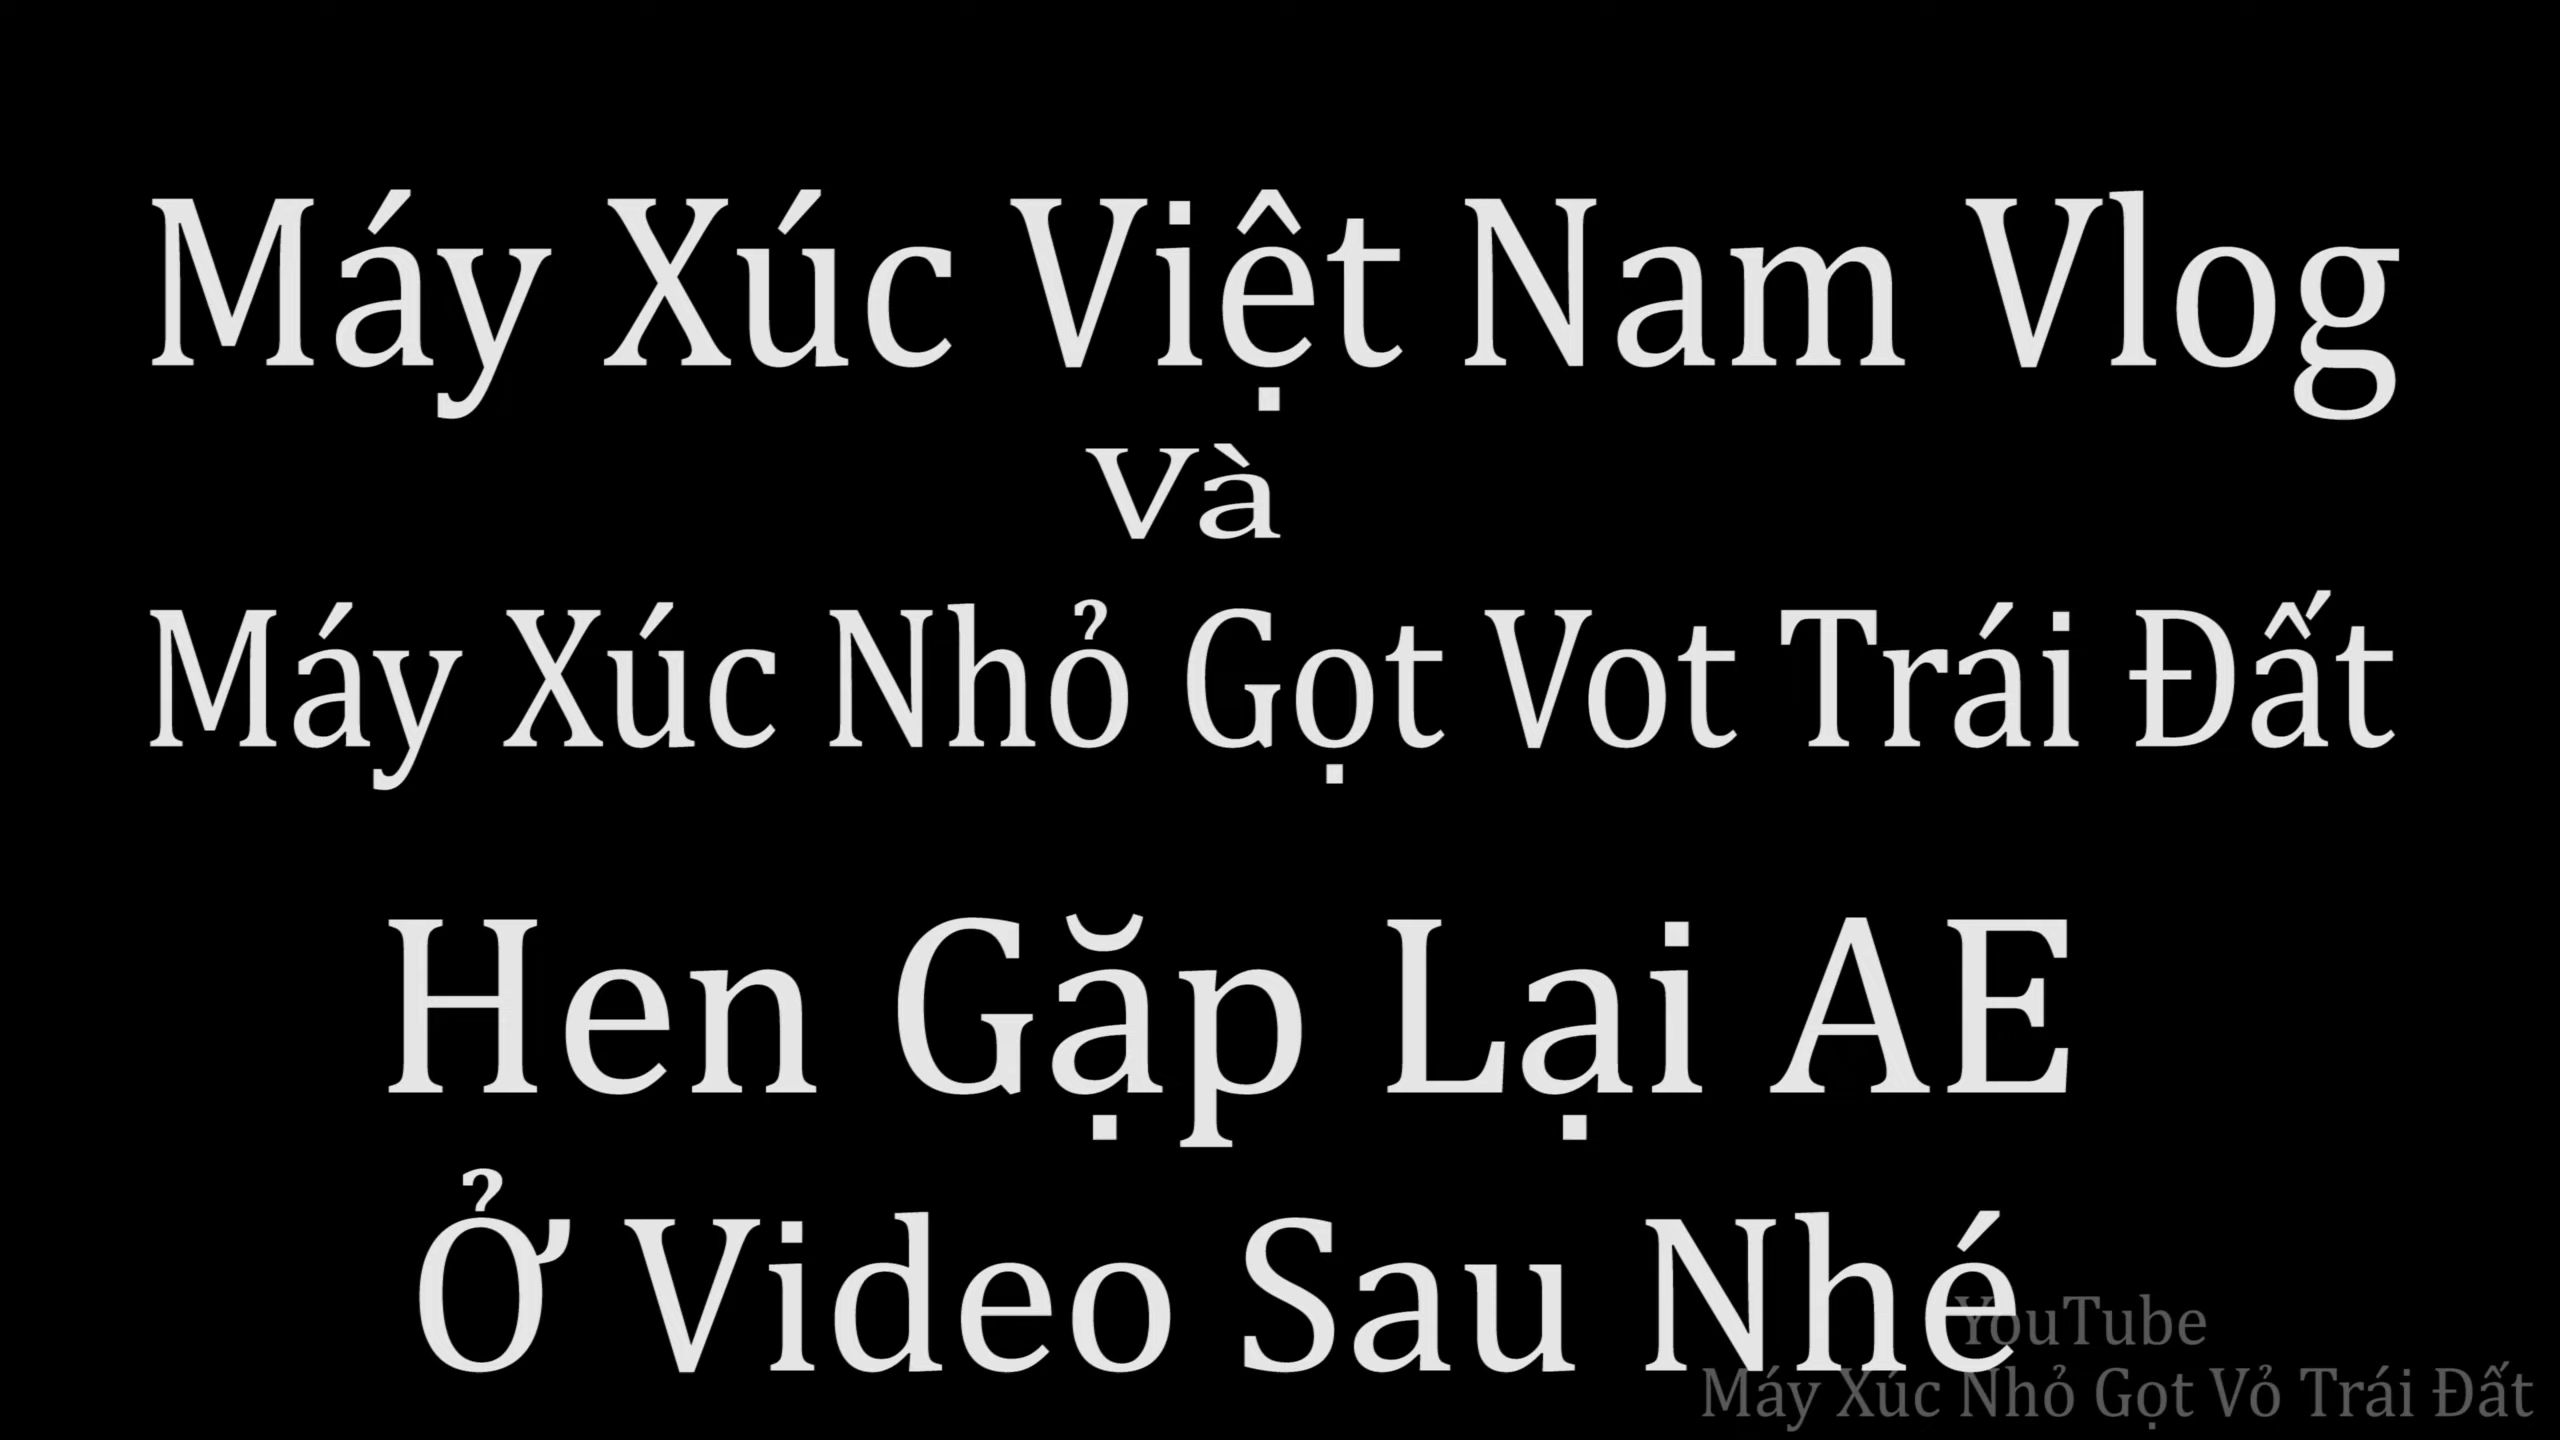 Máy Xúc Việt Nam Vlog
Và
Máy Xúc Nhỏ Gọt Vot Trái Đất
Hen Gặp Lại AE
Ở Video Sau Nhé
YouTube
Máy Xúc Nhỏ Gọt Vỏ Trái Đất